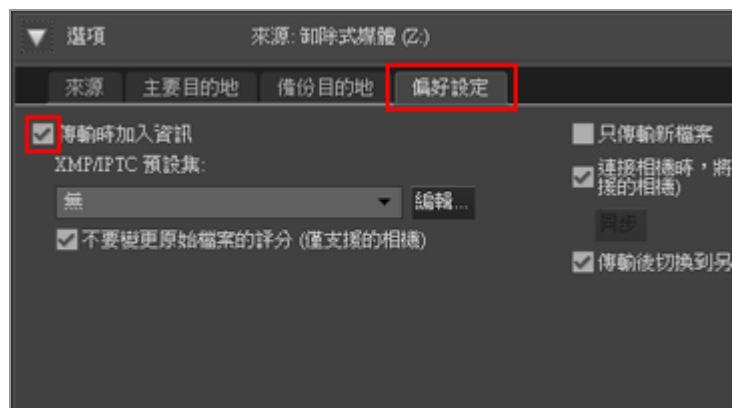 選項 來源: 卸除式媒體 (Z:)
來源 主要目的地 備份目的地 偏好設定
傳輸時加入資訊
XMP/IPTC 預設集:
無 編輯...
不要變更原始檔案的評分 (僅支援的相機)
只傳輸新檔案
連接相機時，將
援的相機)
同步
傳輸後切換到另